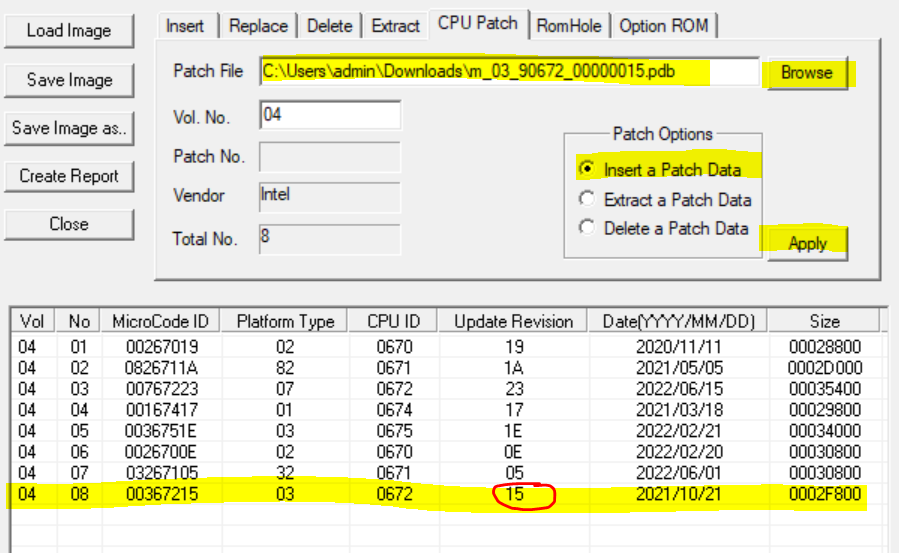 Load Image
Save Image
Save Image as..
Create Report
Close
Insert Replace Delete Extract CPU Patch RomHole Option ROM
Patch File C:\Users\admin\Downloads\m_03_90672_00000015.pdb Browse
Vol. No. 04
Patch No.
Vendor Intel
Total No. 8
Patch Options
Insert a Patch Data
Extract a Patch Data
Delete a Patch Data
Apply
Vol No MicroCode ID Platform Type CPU ID Update Revision Date(YYYY/MM/DD) Size
04 01 00267019 02 0670 19 2020/11/11 00028800
04 02 0826711A 82 0671 1A 2021/05/05 0002D000
04 03 00767223 07 0672 23 2022/06/15 00035400
04 04 00167417 01 0674 17 2021/03/18 00029800
04 05 0036751E 03 0675 1E 2022/02/21 00034000
04 06 0026700E 02 0670 0E 2022/02/20 00030800
04 07 03267105 32 0671 05 2022/06/01 00030800
04 08 00367215 03 0672 15 2021/10/21 0002F800